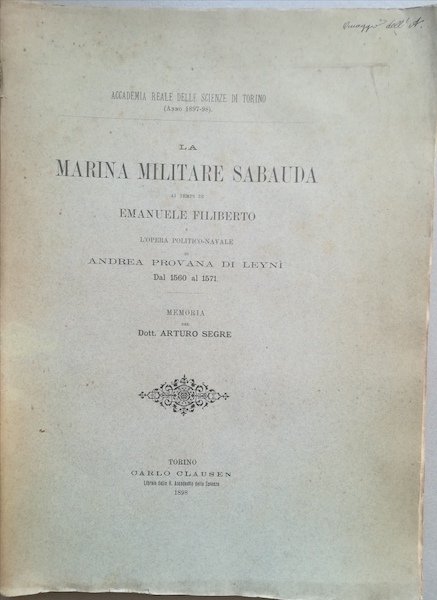 Omaggio dell'A.
ACCADEMIA REALE DELLE SCIENZE DI TORINO
(Anno 1897-98).
LA
MARINA MILITARE SABAUDA
AI TEMPI DI
EMANUELE FILIBERTO
E
L'OPERA POLITICO-NAVALE
DI
ANDREA PROVANA DI LEYNÌ
Dal 1560 al 1571.
MEMORIA
DEL
Dott. ARTURO SEGRE
TORINO
CARLO CLAUSEN
Libraio della R. Accademia delle Scienze
1898